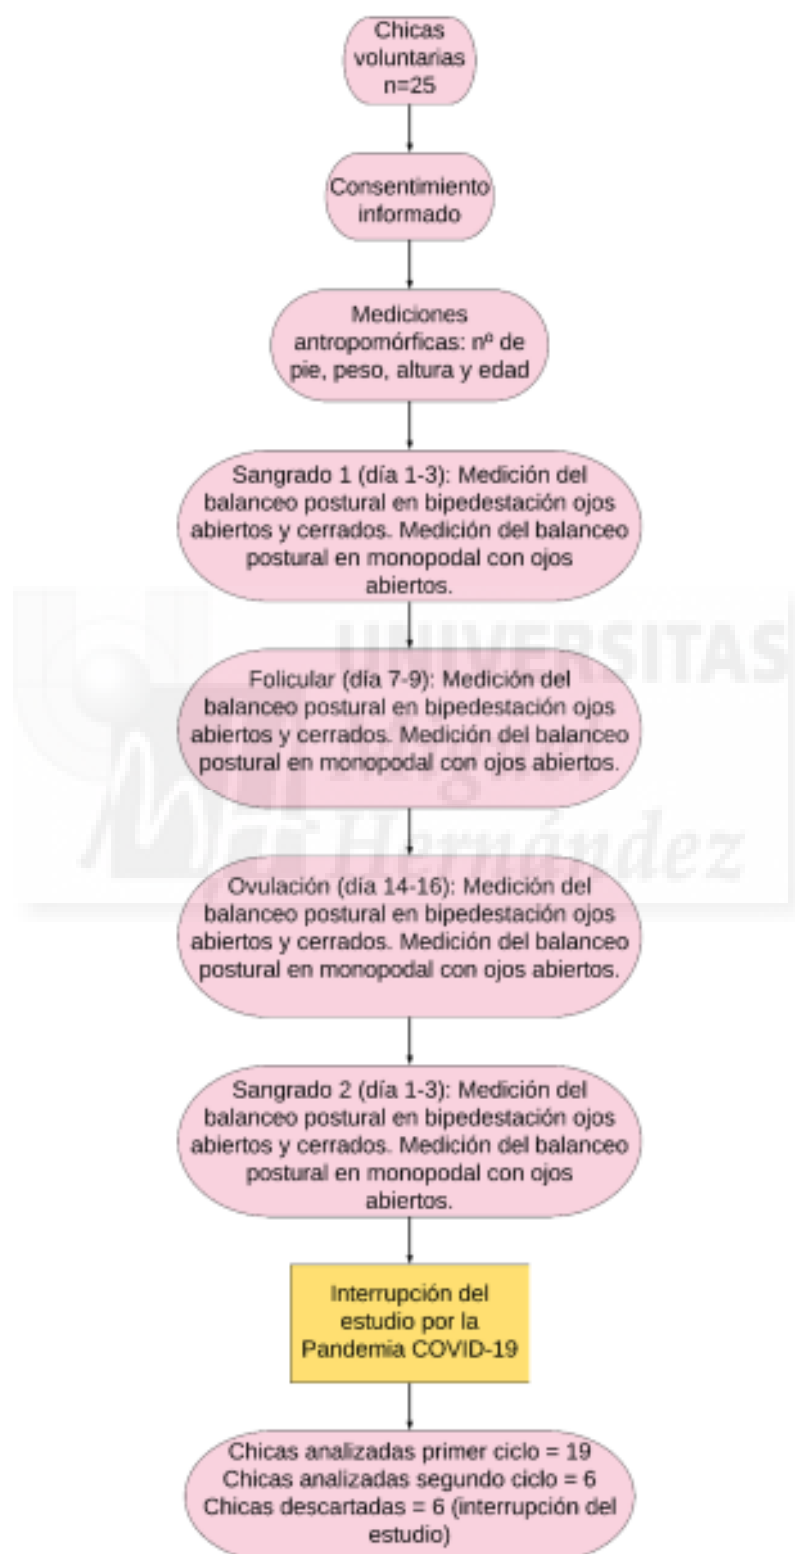 Chicas
voluntarias
n=25
Consentimiento
informado
Mediciones
antropomórficas: nº de
pie, peso, altura y edad
Sangrado 1 (día 1-3): Medición del
balanceo postural en bipedestación ojos
abiertos y cerrados. Medición del balanceo
postural en monopodal con ojos
abiertos.
UNIVERSITAS
Folicular (día 7-9): Medición del
balanceo postural en bipedestación ojos
abiertos y cerrados. Medición del balanceo
postural en monopodal con ojos abiertos.
Miguel
Hernández
Ovulación (día 14-16): Medición del
balanceo postural en bipedestación ojos
abiertos y cerrados. Medición del balanceo
postural en monopodal con ojos abiertos.
Sangrado 2 (día 1-3): Medición del
balanceo postural en bipedestación ojos
abiertos y cerrados. Medición del balanceo
postural en monopodal con ojos
abiertos.
Interrupción del
estudio por la
Pandemia COVID-19
Chicas analizadas primer ciclo = 19
Chicas analizadas segundo ciclo = 6
Chicas descartadas = 6 (interrupción del
estudio)